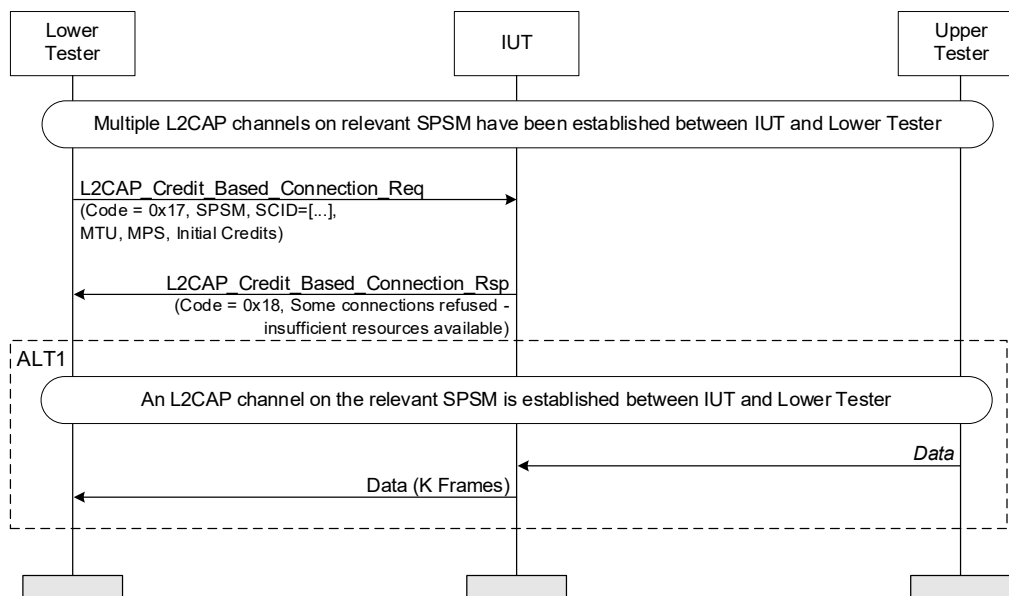 Lower
Tester
IUT
Upper
Tester
Multiple L2CAP channels on relevant SPSM have been established between IUT and Lower Tester
L2CAP_Credit_Based_Connection_Req
(Code = 0x17, SPSM, SCID=[...],
MTU, MPS, Initial Credits)
L2CAP_Credit_Based_Connection_Rsp
(Code = 0x18, Some connections refused -
insufficient resources available)
ALT1
An L2CAP channel on the relevant SPSM is established between IUT and Lower Tester
Data
Data (K Frames)